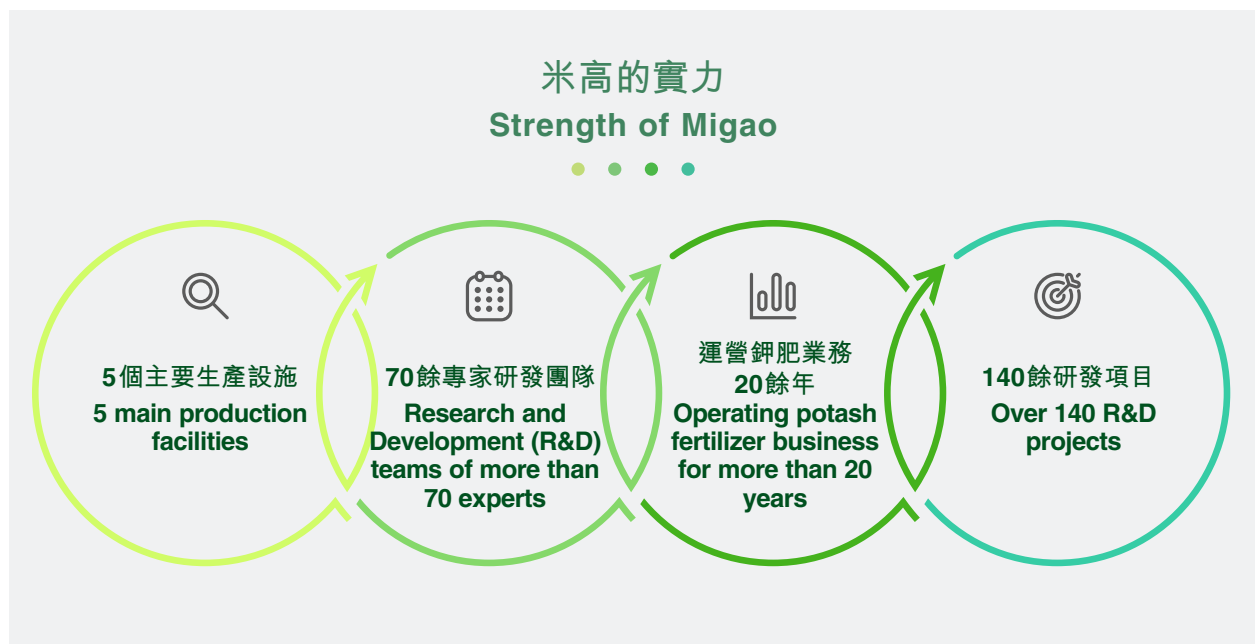 米高的實力
Strength of Migao
5個主要生產設施
5 main production
facilities
70餘專家研發團隊
Research and
Development (R&D)
teams of more than
70 experts
運營鉀肥業務
20餘年
Operating potash
fertilizer business
for more than 20
years
140餘研發項目
Over 140 R&D
projects